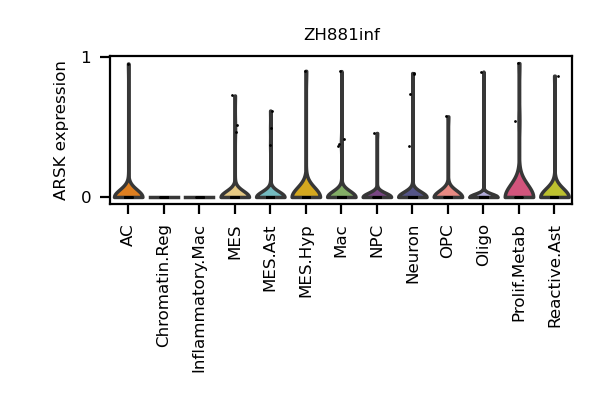 ZH881inf
ARSK expression
1
0
AC
Chromatin.Reg
Inflammatory.Mac
MES
MES.Ast
MES.Hyp
Mac
NPC
Neuron
OPC
Oligo
Prolif.Metab
Reactive.Ast